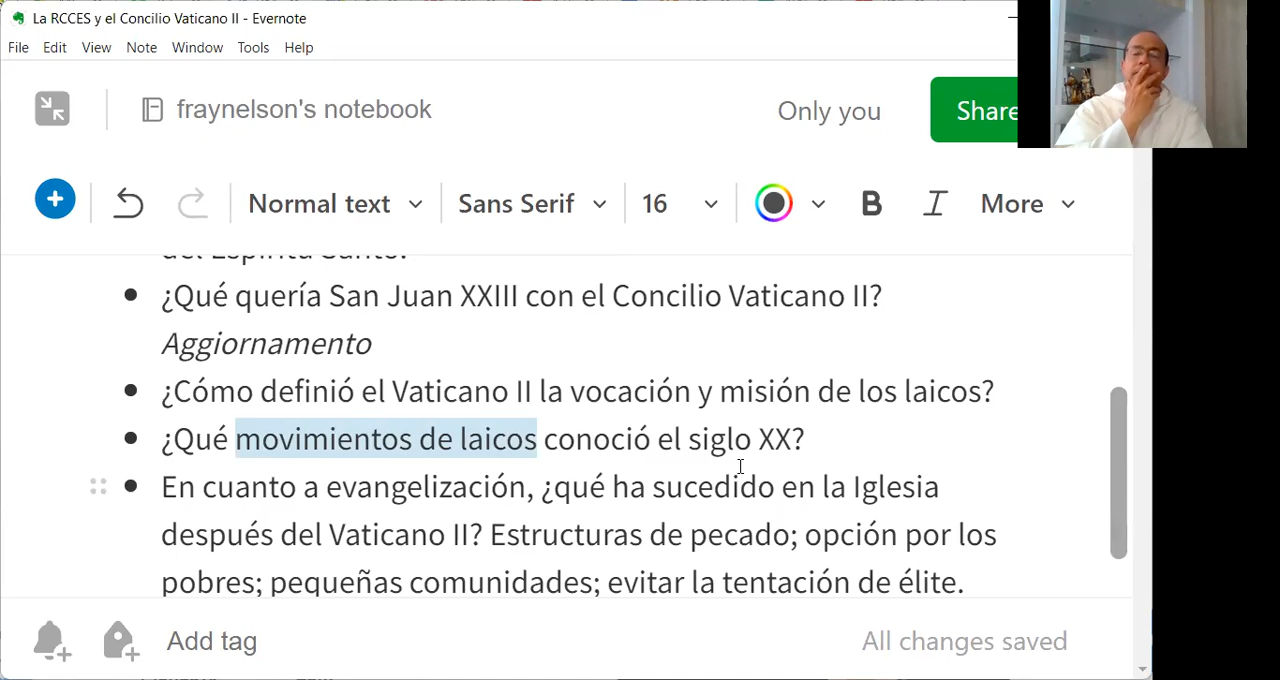 La RCCES y el Concilio Vaticano II - Evernote
File Edit View Note Window Tools Help
fraynelson's notebook
Only you
Share
Normal text
Sans Serif
16
B
I
More
del Espíritu Santo.
¿Qué quería San Juan XXIII con el Concilio Vaticano II?
Aggiornamento
¿Cómo definió el Vaticano II la vocación y misión de los laicos?
¿Qué movimientos de laicos conoció el siglo XX?
En cuanto a evangelización, ¿qué ha sucedido en la Iglesia
después del Vaticano II? Estructuras de pecado; opción por los
pobres; pequeñas comunidades; evitar la tentación de élite.
Add tag
All changes saved